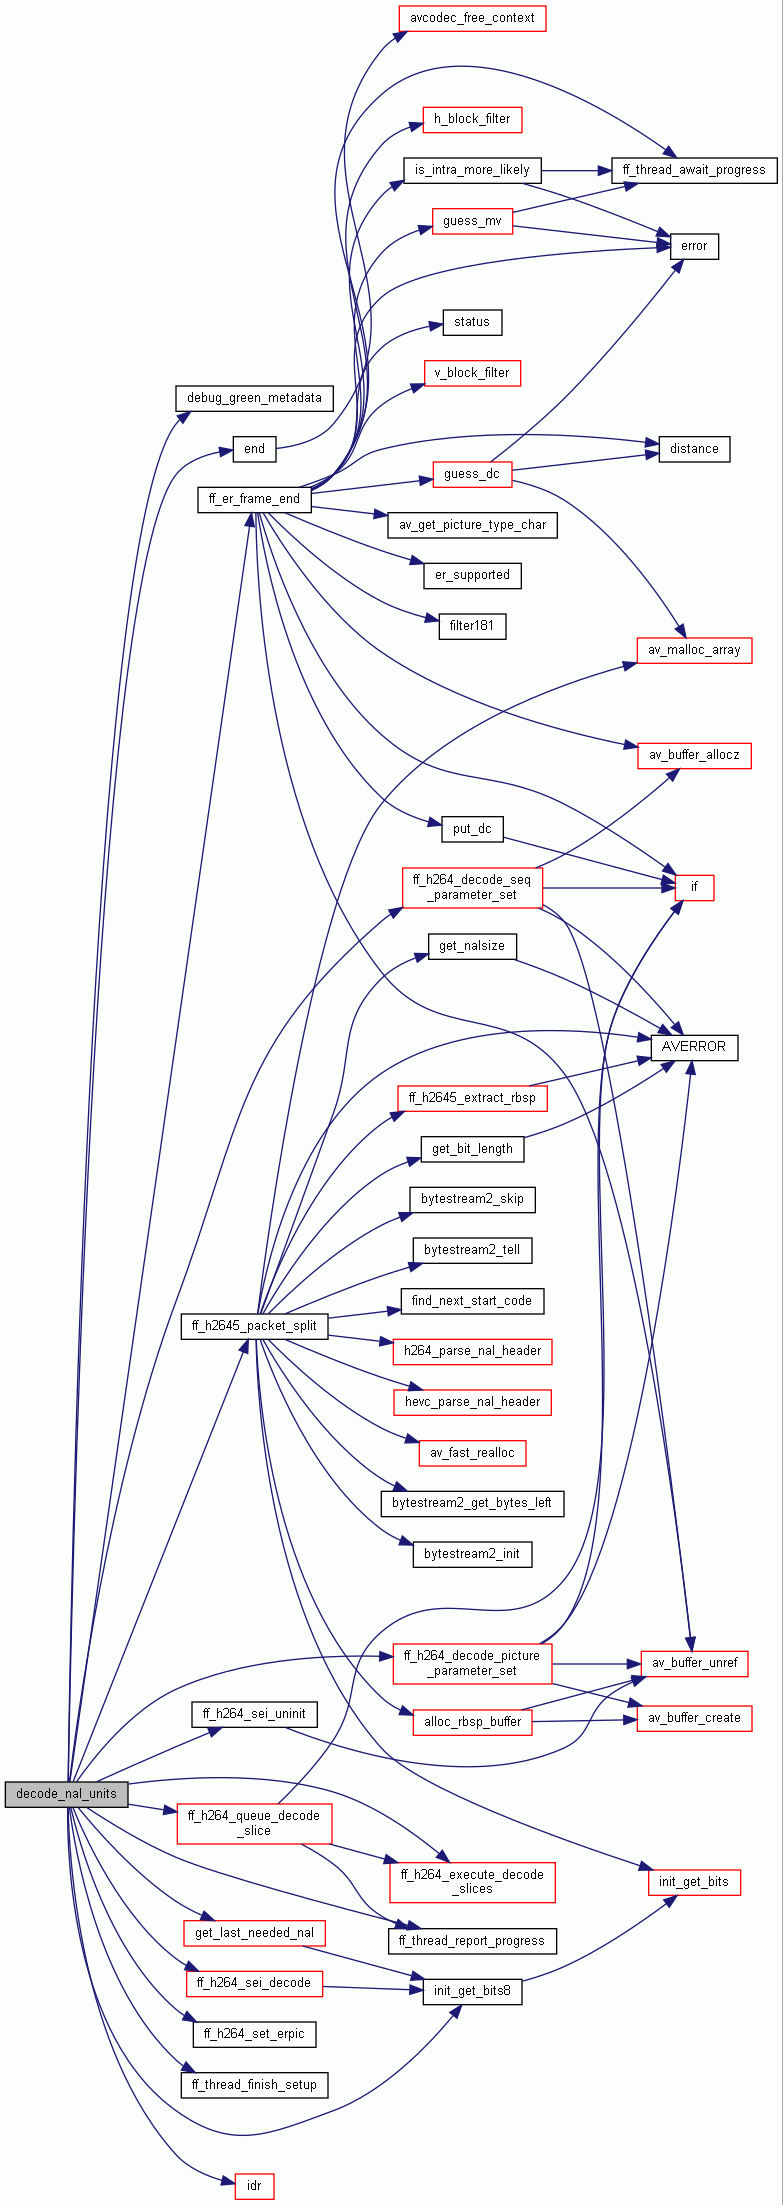 avcodec_free_context
h_block_filter
is_intra_more_likely
ff_thread_await_progress
guess_mv
error
status
v_block_filter
debug_green_metadata
end
distance
guess_dc
ff_er_frame_end
av_get_picture_type_char
er_supported
filter181
av_malloc_array
av_buffer_allocz
put_dc
ff_h264_decode_seq
_parameter_set
if
get_nalsize
AVERROR
ff_h2645_extract_rbsp
get_bit_length
bytestream2_skip
bytestream2_tell
find_next_start_code
ff_h2645_packet_split
h264_parse_nal_header
hevc_parse_nal_header
av_fast_realloc
bytestream2_get_bytes_left
bytestream2_init
ff_h264_decode_picture
_parameter_set
av_buffer_unref
ff_h264_sei_uninit
alloc_rbsp_buffer
av_buffer_create
decode_nal_units
ff_h264_queue_decode
_slice
ff_h264_execute_decode
_slices
init_get_bits
get_last_needed_nal
ff_thread_report_progress
ff_h264_sei_decode
init_get_bits8
ff_h264_set_erpic
ff_thread_finish_setup
idr